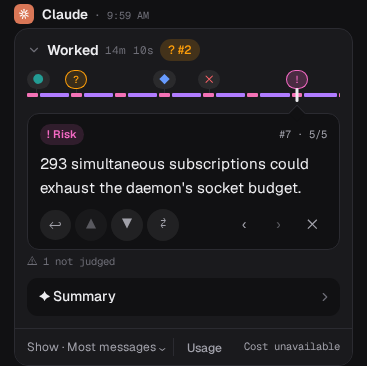 Claude · 9:59 AM
Worked 14m 10s ? #2
?
!
! Risk #7 · 5/5
293 simultaneous subscriptions could
exhaust the daemon's socket budget.
⚠ 1 not judged
Summary
Show · Most messages Usage Cost unavailable